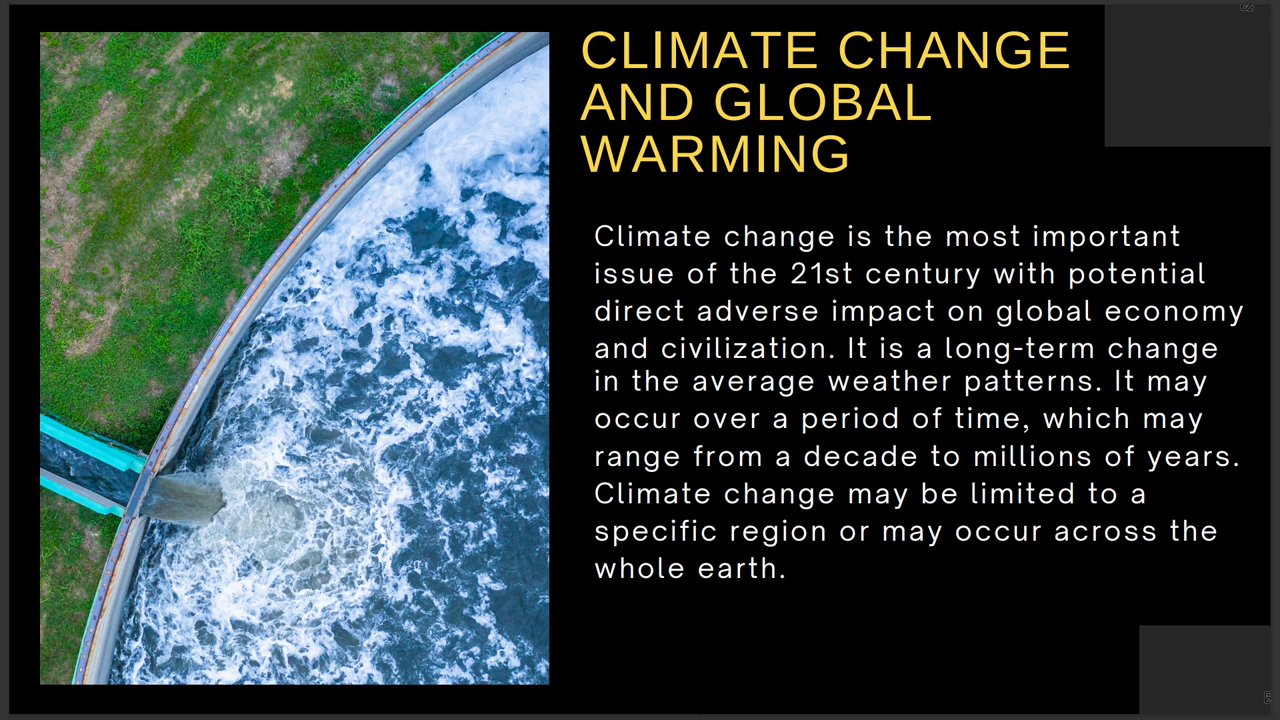 CLIMATE CHANGE
AND GLOBAL
WARMING
Climate change is the most important
issue of the 21st century with potential
direct adverse impact on global economy
and civilization. It is a long-term change
in the average weather patterns. It may
occur over a period of time, which may
range from a decade to millions of years.
Climate change may be limited to a
specific region or may occur across the
whole earth.